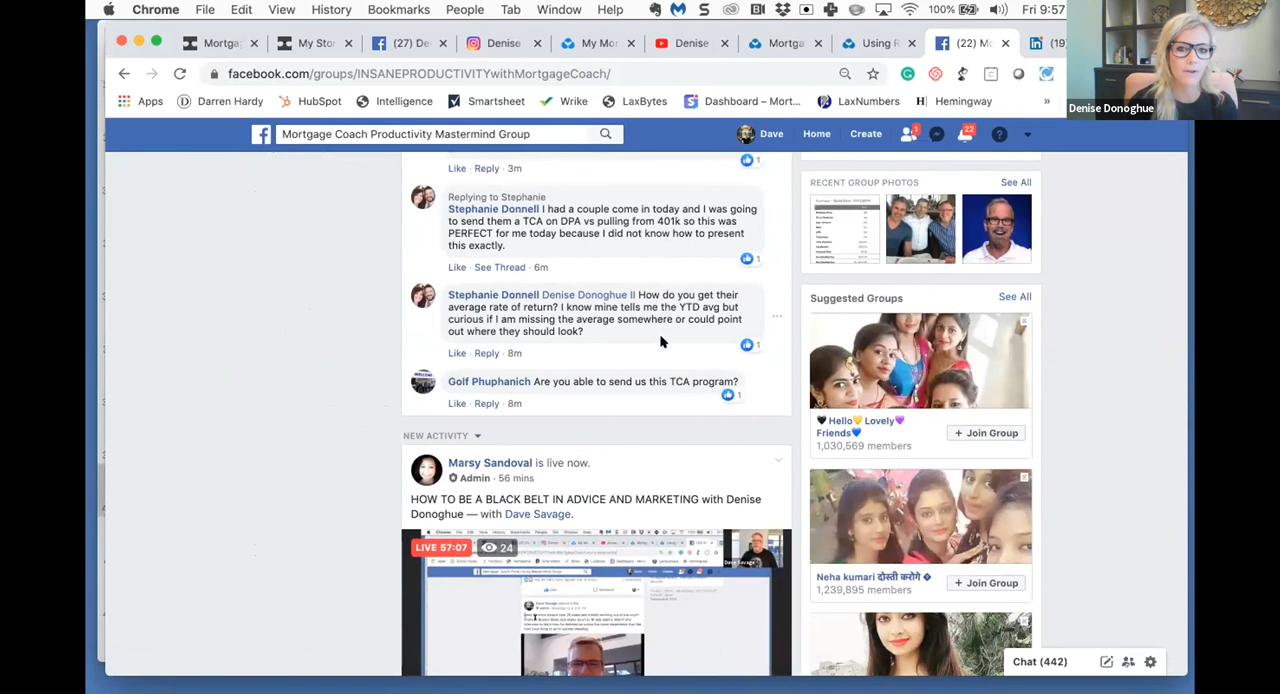 Chrome File Edit View History Bookmarks People Tab Window Help 100% Fri 9:57
Mortga
My Stor
(27) De
Denise
My Mor
Denise
Mortga
Using R
(22) Mo
(19)
facebook.com/groups/INSANEPRODUCTIVITYwithMortgageCoach/
Apps Darren Hardy HubSpot Intelligence Smartsheet Wrike LaxBytes Dashboard – Mort... LaxNumbers Hemingway »
Denise Donoghue
Mortgage Coach Productivity Mastermind Group
Dave Home Create 1 22
Like · Reply · 3m
1
Replying to Stephanie
Stephanie Donnell I had a couple come in today and I was going
to send them a TCA on DPA vs pulling from 401k so this was
PERFECT for me today because I did not know how to present
this exactly.
1
Like · See Thread · 6m
Stephanie Donnell Denise Donoghue II How do you get their
average rate of return? I know mine tells me the YTD avg but
curious if I am missing the average somewhere or could point
out where they should look?
1
Like · Reply · 8m
Golf Phuphanich Are you able to send us this TCA program?
1
Like · Reply · 8m
NEW ACTIVITY
Marsy Sandoval is live now.
Admin · 56 mins
HOW TO BE A BLACK BELT IN ADVICE AND MARKETING with Denise
Donoghue — with Dave Savage.
LIVE 57:07 24
Dave Savage
RECENT GROUP PHOTOS See All
Suggested Groups See All
🖤Hello💛Lovely💜
Friends💙
1,030,569 members
+ Join Group
Neha kumari दोस्ती करोगे
1,239,895 members
+ Join Group
Chat (442)